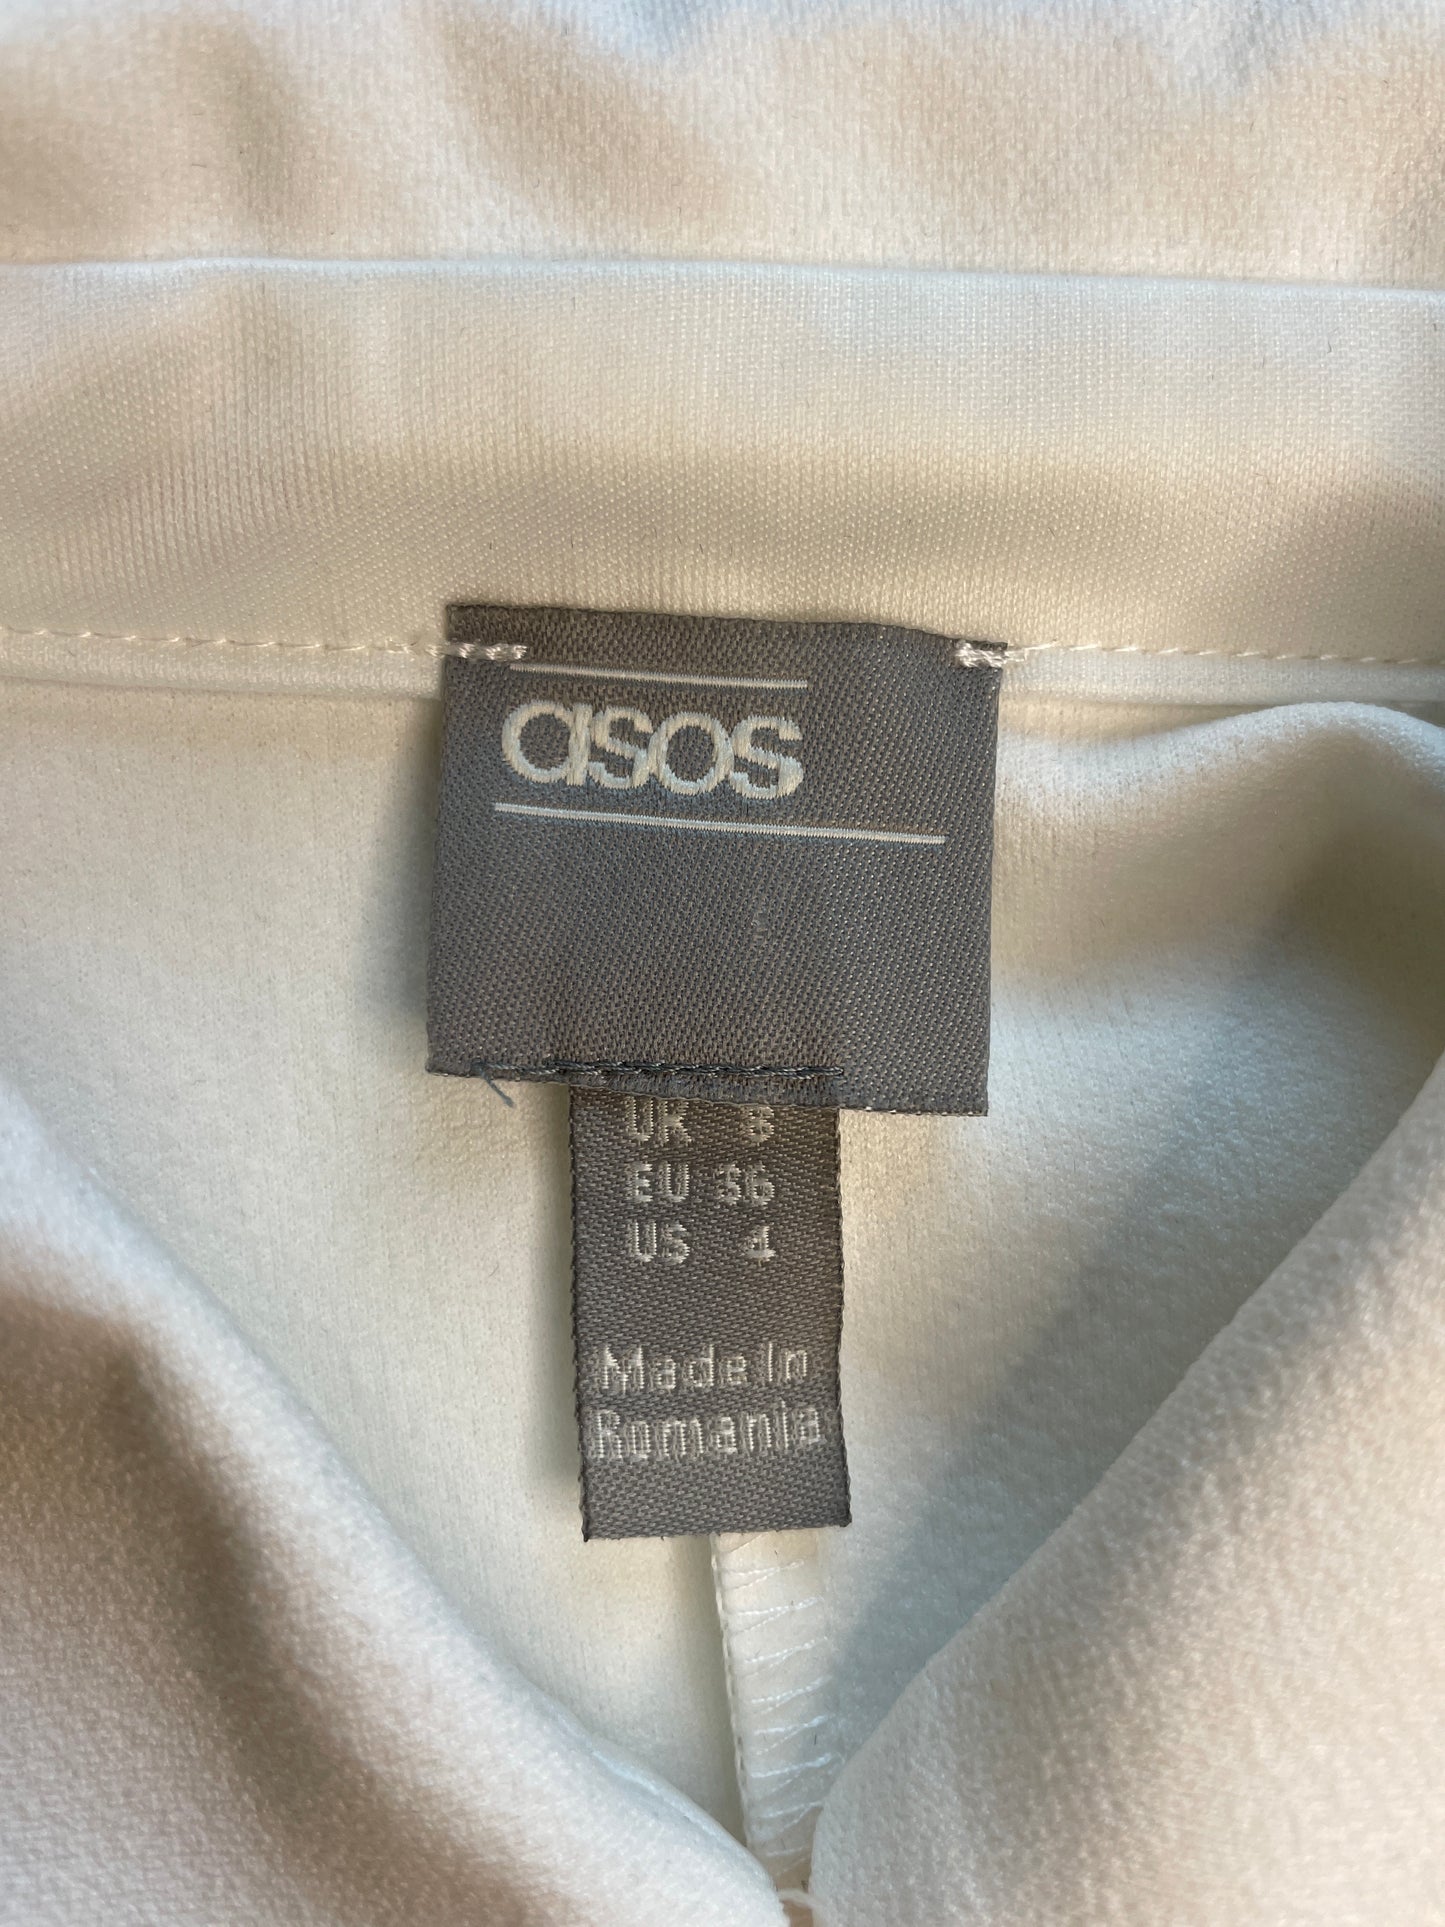 asos
UK 8
EU 36
US 4
Made In
Romania